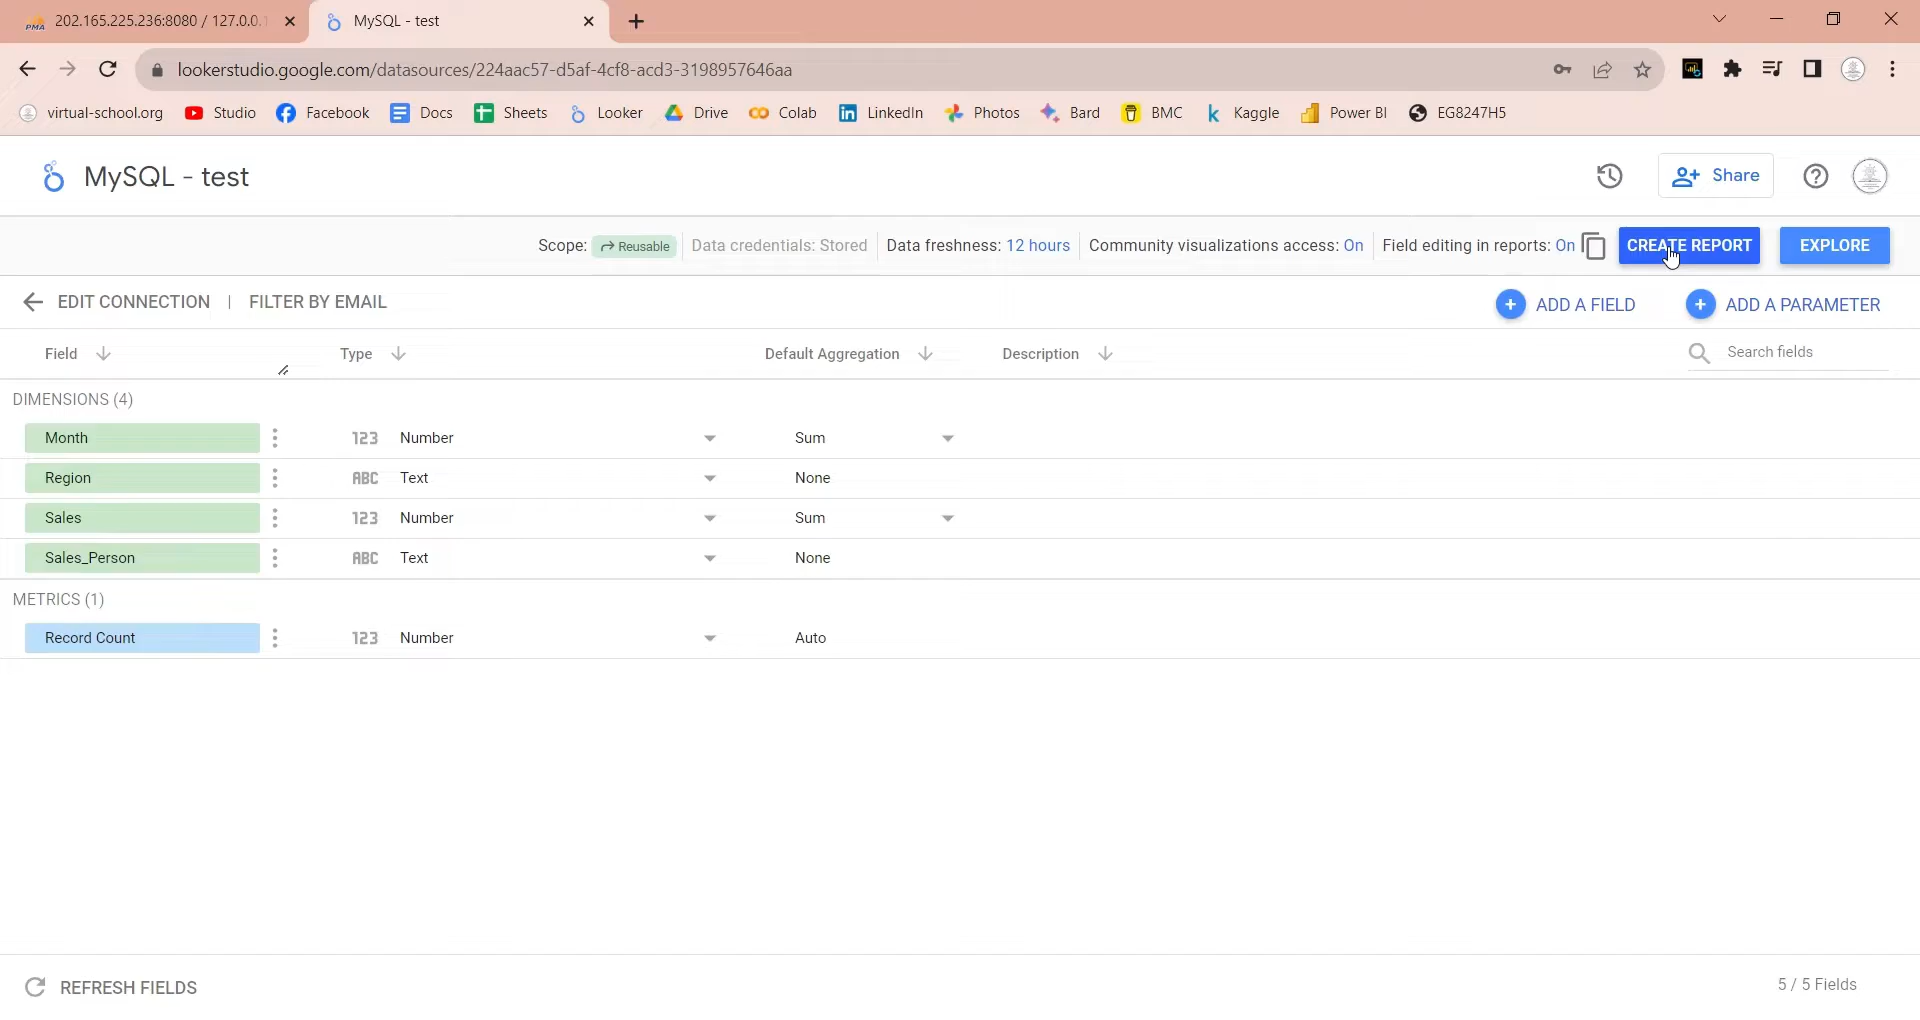 PMA 202.165.225.236:8080 / 127.0.0.1
MySQL - test
lookerstudio.google.com/datasources/224aac57-d5af-4cf8-acd3-3198957646aa
virtual-school.org Studio Facebook Docs Sheets Looker Drive Colab LinkedIn Photos Bard BMC Kaggle Power BI EG8247H5
MySQL - test
Share
Scope: Reusable Data credentials: Stored Data freshness: 12 hours Community visualizations access: On Field editing in reports: On CREATE REPORT EXPLORE
EDIT CONNECTION | FILTER BY EMAIL
ADD A FIELD ADD A PARAMETER
Field Type Default Aggregation Description Search fields
DIMENSIONS (4)
Month 123 Number Sum
Region ABC Text None
Sales 123 Number Sum
Sales_Person ABC Text None
METRICS (1)
Record Count 123 Number Auto
REFRESH FIELDS 5 / 5 Fields